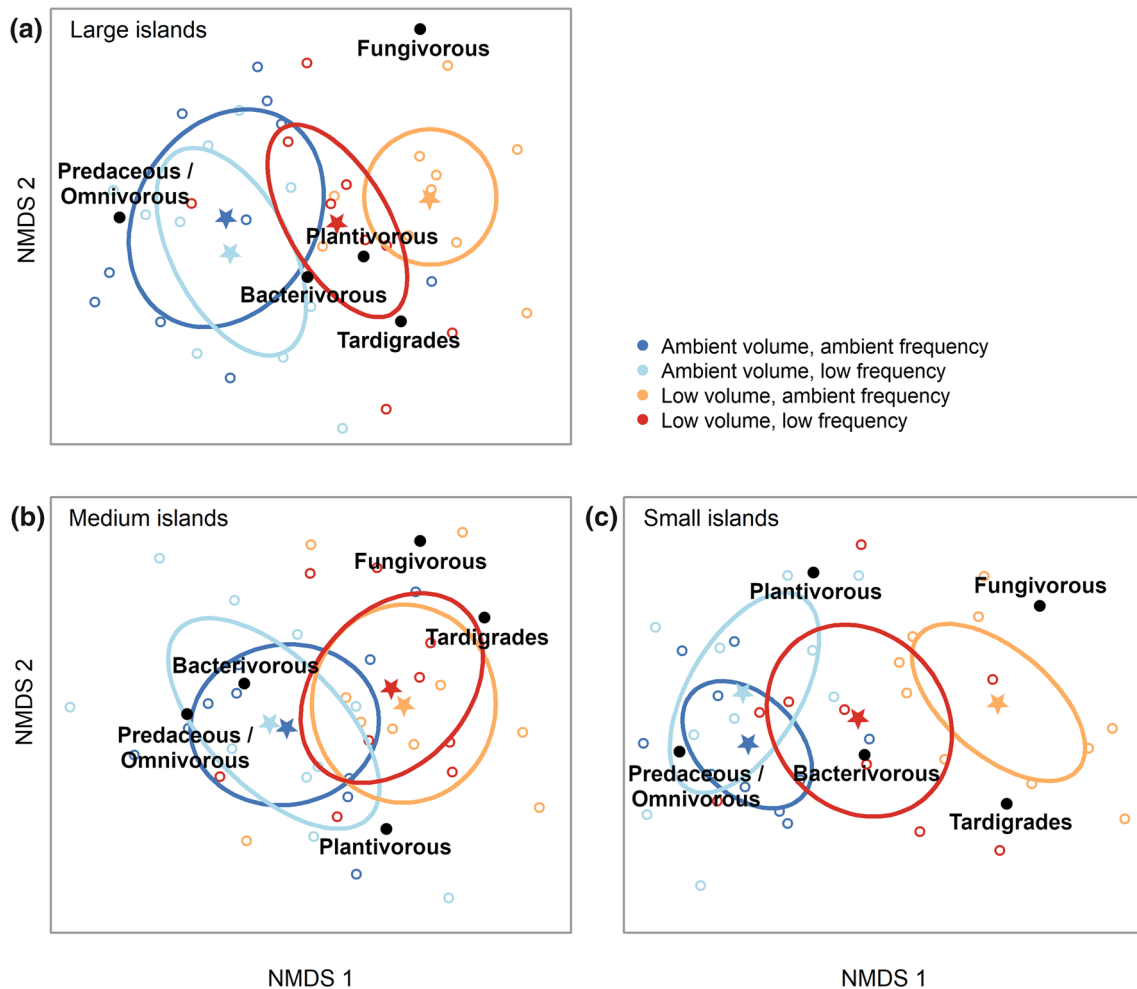 (a) Large islands
Fungivorous
Predaceous /
Omnivorous
Plantivorous
Bacterivorous
Tardigrades
NMDS 2
Ambient volume, ambient frequency
Ambient volume, low frequency
Low volume, ambient frequency
Low volume, low frequency
(b) Medium islands
Fungivorous
Tardigrades
Bacterivorous
Predaceous /
Omnivorous
Plantivorous
NMDS 2
NMDS 1
(c) Small islands
Plantivorous
Fungivorous
Predaceous /
Omnivorous
Bacterivorous
Tardigrades
NMDS 1